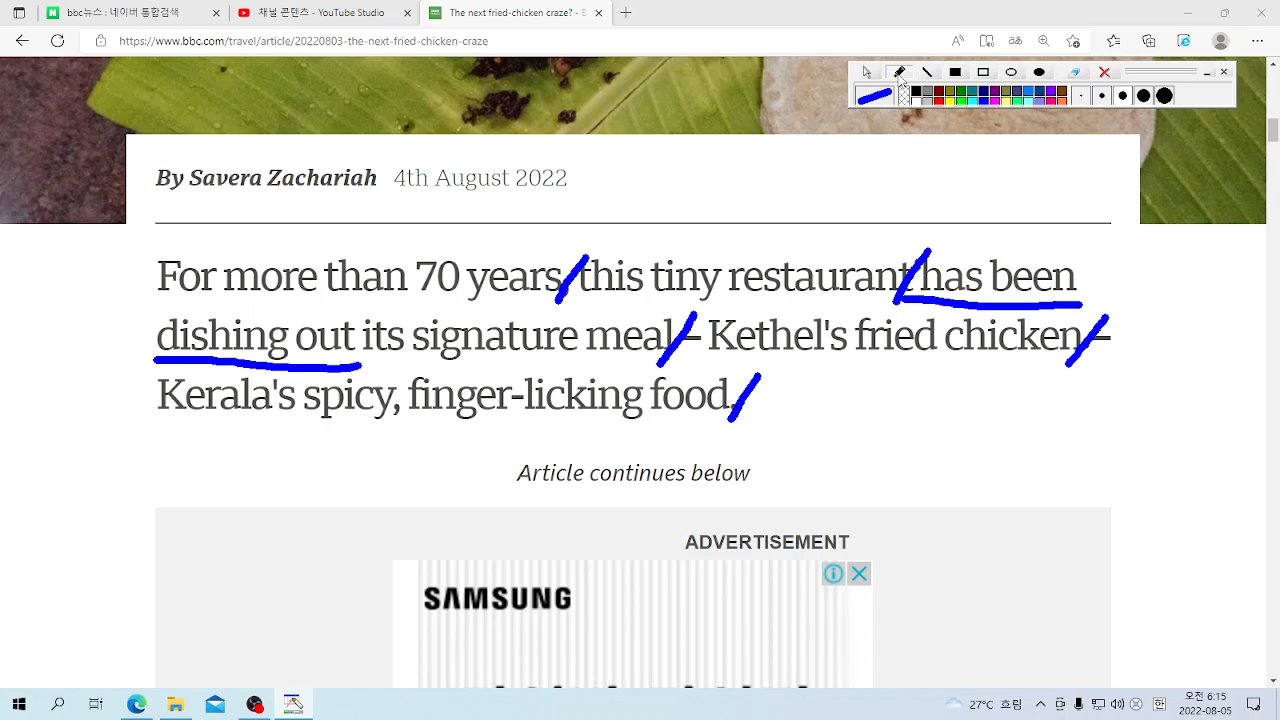 bbc뉴스 : 네이버 통합검색
채널 콘텐츠 - YouTube Studio
The next fried-chicken craze? - B
https://www.bbc.com/travel/article/20220803-the-next-fried-chicken-craze
By Savera Zachariah 4th August 2022
For more than 70 years, this tiny restaurant has been
dishing out its signature meal – Kethel's fried chicken –
Kerala's spicy, finger-licking food.
Article continues below
ADVERTISEMENT
SAMSUNG
27°C 흐림
오전 6:15
2022-08-05